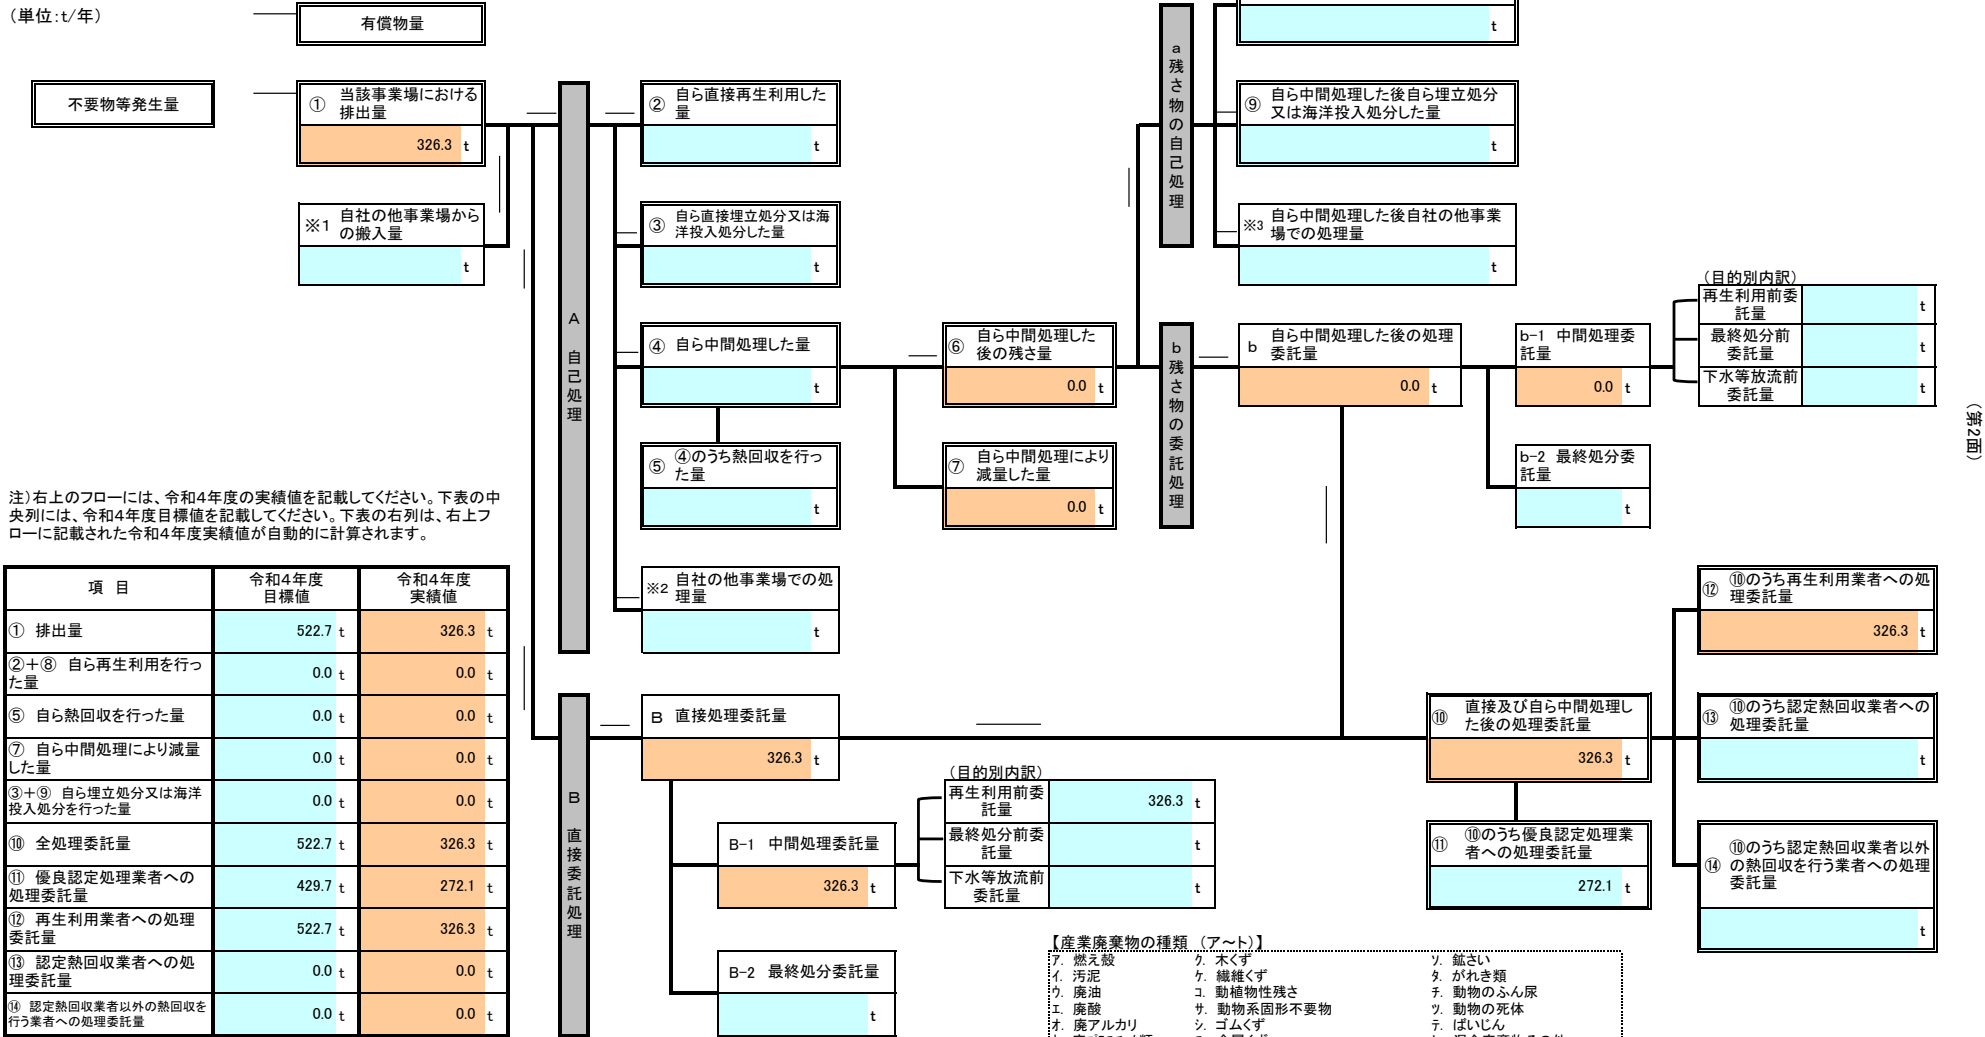 （単位:t/年）
有償物量
t
不要物等発生量
① 当該事業場における
排出量
326.3 t
※1 自社の他事業場から
の搬入量
t
A 自己処理
② 自ら直接再生利用した
量
t
③ 自ら直接埋立処分又は海
洋投入処分した量
t
④ 自ら中間処理した量
t
⑤ ④のうち熱回収を行っ
た量
t
※2 自社の他事業場での処
理量
t
⑥ 自ら中間処理した
後の残さ量
0.0 t
⑦ 自ら中間処理により
減量した量
0.0 t
a 残さ物の自己処理
⑨ 自ら中間処理した後自ら埋立処分
又は海洋投入処分した量
t
※3 自ら中間処理した後自社の他事業
場での処理量
t
b 残さ物の委託処理
b 自ら中間処理した後の処理
委託量
0.0 t
b-1 中間処理委
託量
0.0 t
b-2 最終処分委
託量
t
（目的別内訳）
再生利用前委
託量
t
最終処分前
委託量
t
下水等放流前
委託量
t
（第2面）
注）右上のフローには、令和4年度の実績値を記載してください。下表の中
央列には、令和4年度目標値を記載してください。下表の右列は、右上フ
ローに記載された令和4年度実績値が自動的に計算されます。
項 目
令和4年度
目標値
令和4年度
実績値
① 排出量 522.7 t 326.3 t
②＋⑧ 自ら再生利用を行っ
た量 0.0 t 0.0 t
⑤ 自ら熱回収を行った量 0.0 t 0.0 t
⑦ 自ら中間処理により減量
した量 0.0 t 0.0 t
③＋⑨ 自ら埋立処分又は海洋
投入処分を行った量 0.0 t 0.0 t
⑩ 全処理委託量 522.7 t 326.3 t
⑪ 優良認定処理業者への
処理委託量 429.7 t 272.1 t
⑫ 再生利用業者への処理
委託量 522.7 t 326.3 t
⑬ 認定熱回収業者への処
理委託量 0.0 t 0.0 t
⑭ 認定熱回収業者以外の熱回収を
行う業者への処理委託量 0.0 t 0.0 t
B 直接委託処理
B 直接処理委託量
326.3 t
B-1 中間処理委託量
326.3 t
B-2 最終処分委託量
t
（目的別内訳）
再生利用前委
託量
326.3 t
最終処分前委
託量
t
下水等放流前
委託量
t
⑩ 直接及び自ら中間処理し
た後の処理委託量
326.3 t
⑪ ⑩のうち優良認定処理業
者への処理委託量
272.1 t
⑫ ⑩のうち再生利用業者への処
理委託量
326.3 t
⑬ ⑩のうち認定熱回収業者への
処理委託量
t
⑭ ⑩のうち認定熱回収業者以外
の熱回収を行う業者への処理
委託量
t
【産業廃棄物の種類 （ア～ト）】
ア. 燃え殻 ク. 木くず ソ. 鉱さい
イ. 汚泥 ケ. 繊維くず タ. がれき類
ウ. 廃油 コ. 動植物性残さ チ. 動物のふん尿
エ. 廃酸 サ. 動物系固形不要物 ツ. 動物の死体
オ. 廃アルカリ シ. ゴムくず テ. ばいじん